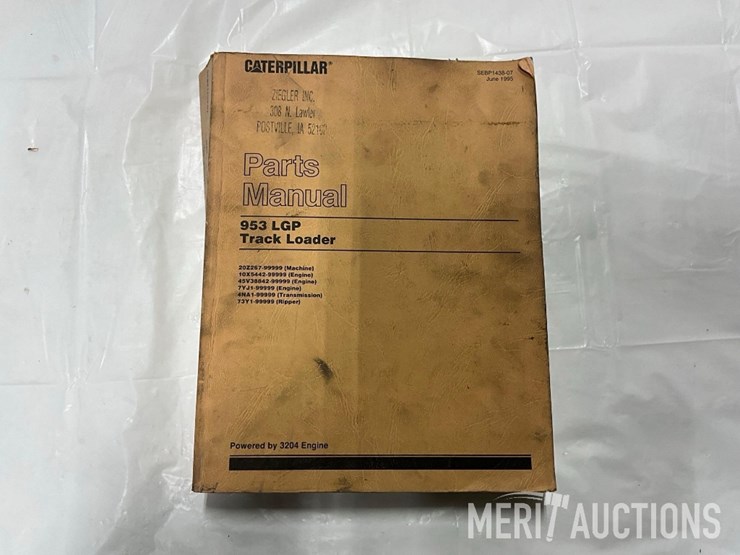 CATERPILLAR
SEBP1438-07
June 1995
ZIEGLER INC.
308 N. Lawler
POSTVILLE, IA
Parts
Manual
953 LGP
Track Loader
20Z267-99999 (Machine)
10X5442-99999 (Engine)
45V38842-99999 (Engine)
7YJ1-99999 (Engine)
4NA1-99999 (Transmission)
73Y1-99999 (Ripper)
Powered by 3204 Engine
MERIT AUCTIONS